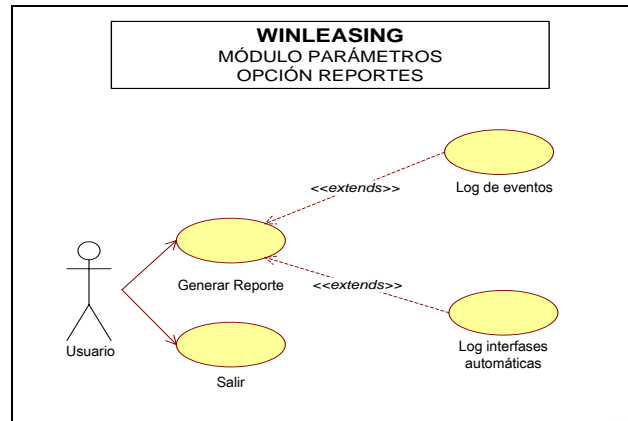 WINLEASING
MÓDULO PARÁMETROS
OPCIÓN REPORTES
<<extends>>
Log de eventos
Generar Reporte
<<extends>>
Usuario
Log interfases
automáticas
Salir